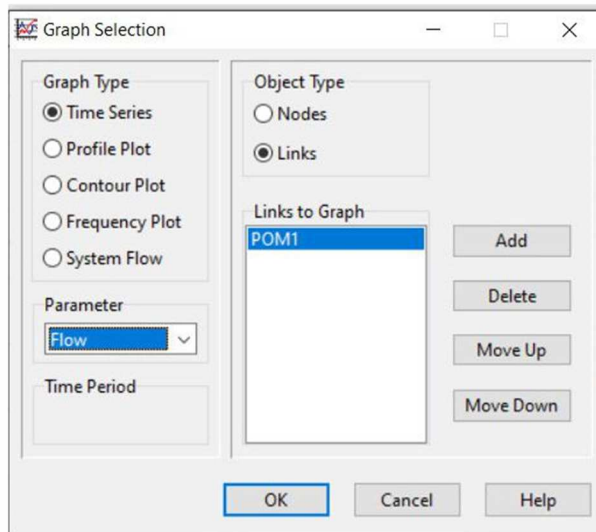 Graph Selection
Graph Type
Time Series
Profile Plot
Contour Plot
Frequency Plot
System Flow
Parameter
Flow
Time Period
Object Type
Nodes
Links
Links to Graph
POM1
Add
Delete
Move Up
Move Down
OK
Cancel
Help